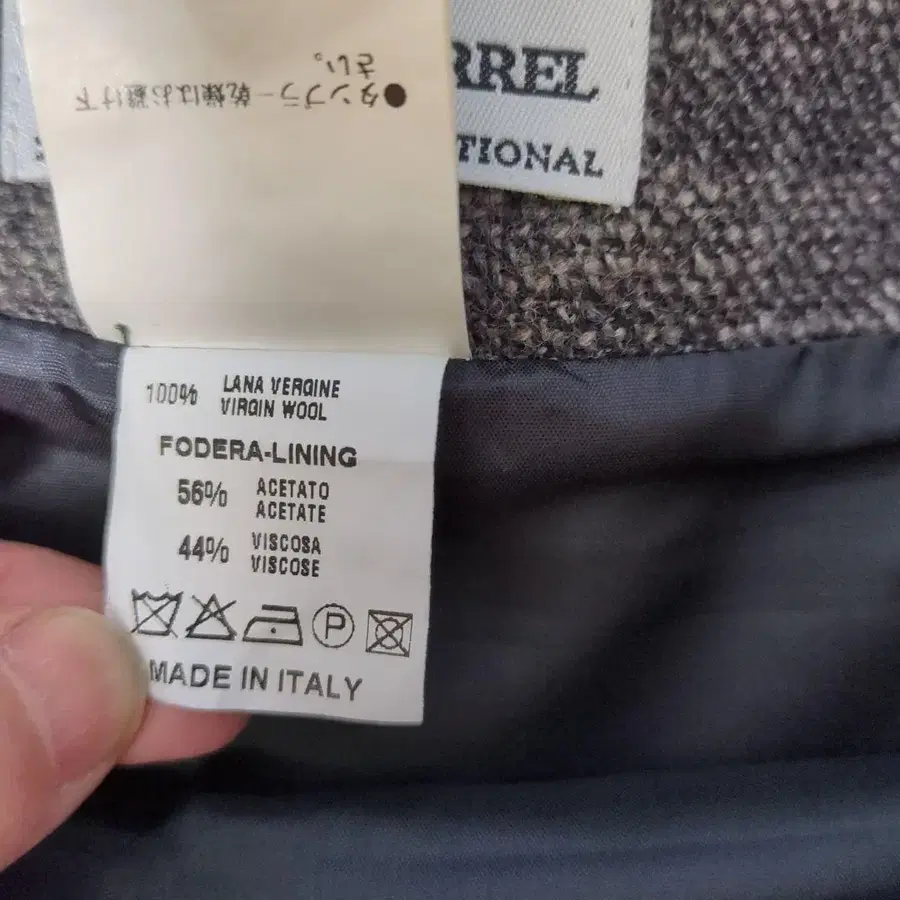 ●タンブラー乾燥はお避け下
さい。
RREL
TIONAL
100% LANA VERGINE
VIRGIN WOOL
FODERA-LINING
56% ACETATO
ACETATE
44% VISCOSA
VISCOSE
P
MADE IN ITALY